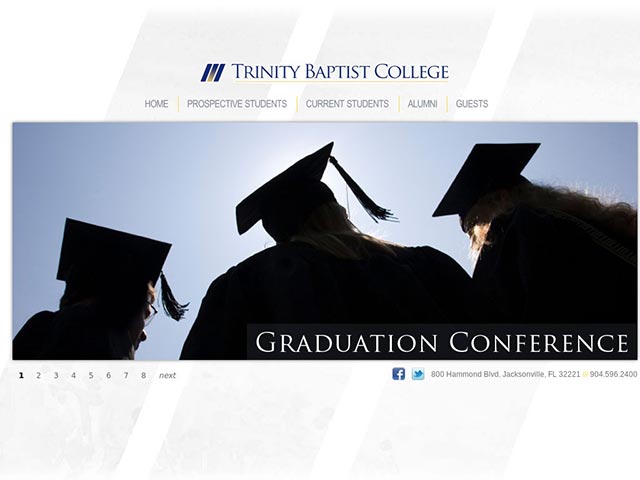 TRINITY BAPTIST COLLEGE
HOME PROSPECTIVE STUDENTS CURRENT STUDENTS ALUMNI GUESTS
GRADUATION CONFERENCE
1 2 3 4 5 6 7 8 next
800 Hammond Blvd, Jacksonville, FL 32221 // 904.596.2400